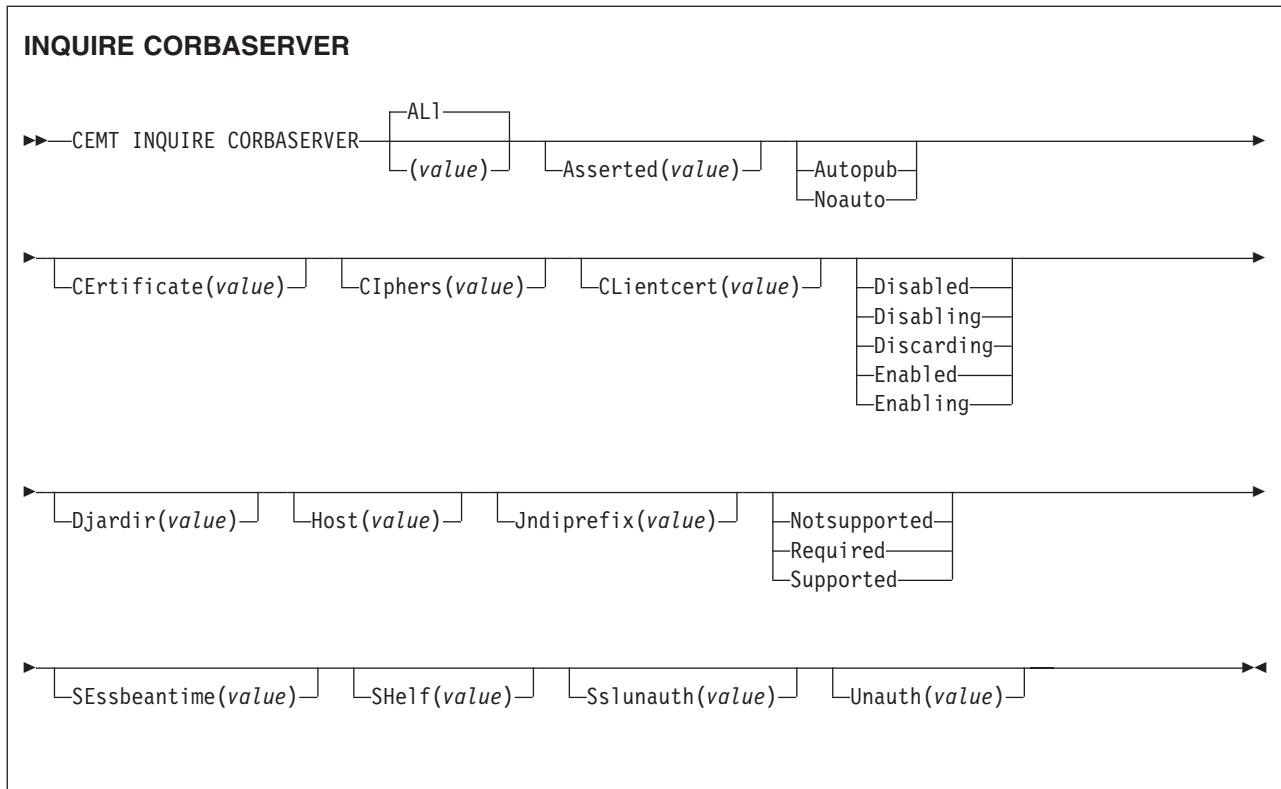 INQUIRE CORBASERVER
ALl
CEMT INQUIRE CORBASERVER
(value)
Asserted(value)
Autopub
Noauto
CErtificate(value)
CIphers(value)
CLientcert(value)
Disabled
Disabling
Discarding
Enabled
Enabling
Djardir(value)
Host(value)
Jndiprefix(value)
Notsupported
Required
Supported
SEssbeantime(value)
SHelf(value)
Sslunauth(value)
Unauth(value)